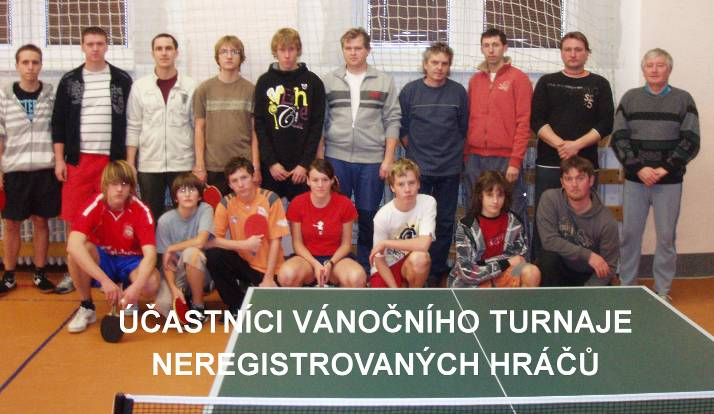 ÚČASTNÍCI VÁNOČNÍHO TURNAJE
NEREGISTROVANÝCH HRÁČŮ